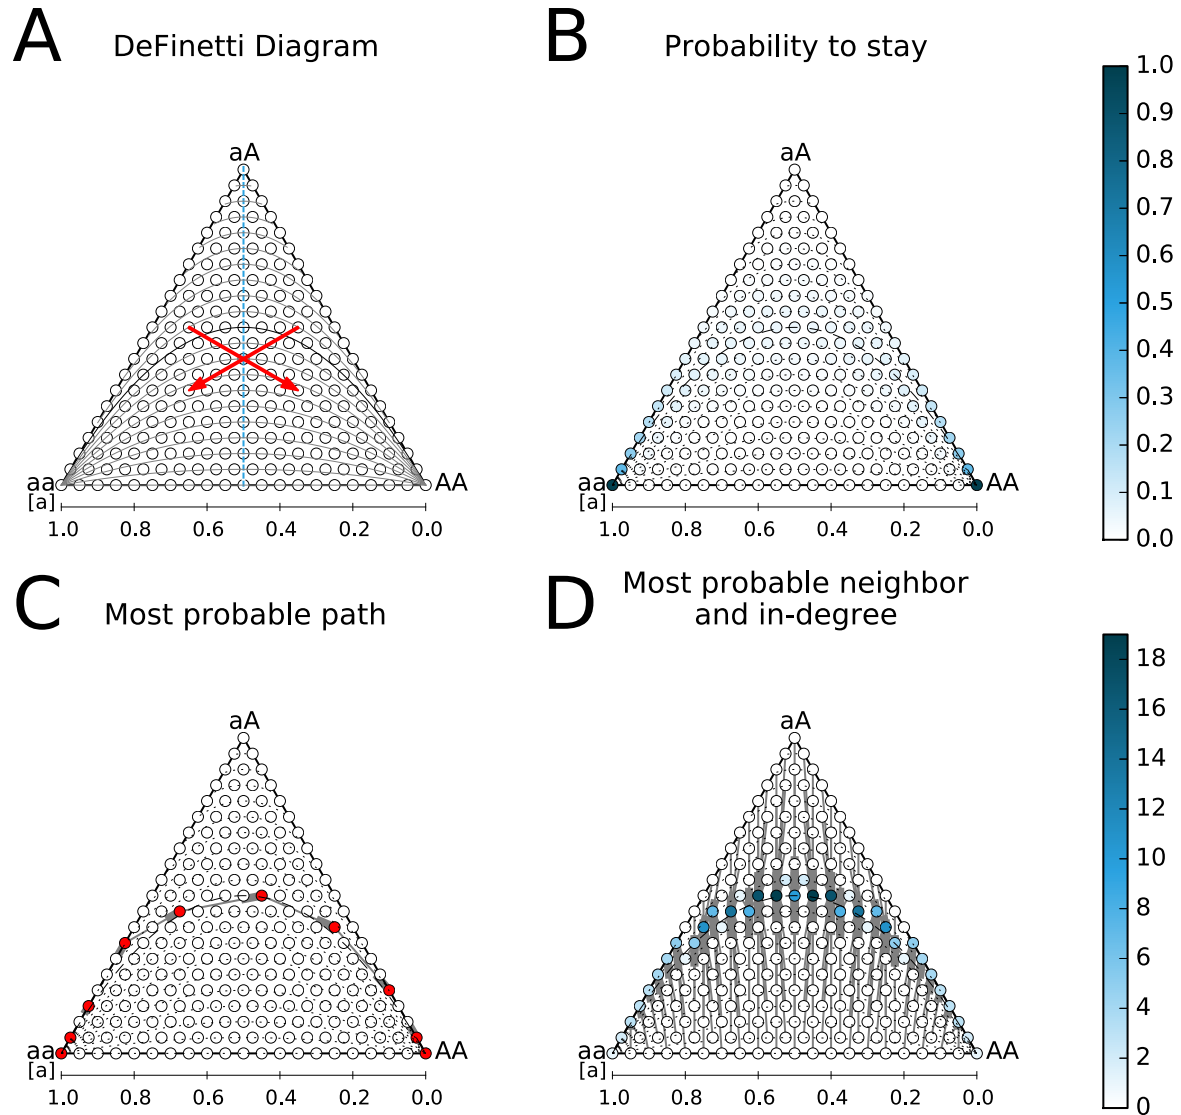 A
DeFinetti Diagram
aA
aa
AA
[a]
1.0 0.8 0.6 0.4 0.2 0.0
B
Probability to stay
aA
aa
AA
[a]
1.0 0.8 0.6 0.4 0.2 0.0
1.0
0.9
0.8
0.7
0.6
0.5
0.4
0.3
0.2
0.1
0.0
C
Most probable path
aA
aa
AA
[a]
1.0 0.8 0.6 0.4 0.2 0.0
D
Most probable neighbor
and in-degree
aA
aa
AA
[a]
1.0 0.8 0.6 0.4 0.2 0.0
18
16
14
12
10
8
6
4
2
0